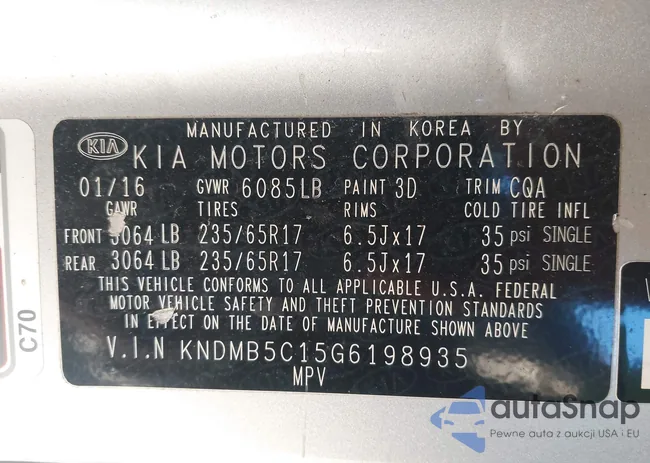 MANUFACTURED IN KOREA BY
KIA KIA MOTORS CORPORATION
01/16 GVWR 6085LB PAINT 3D TRIM CQA
GAWR TIRES RIMS COLD TIRE INFL
FRONT 3064 LB 235/65R17 6.5Jx17 35 psi SINGLE
REAR 3064 LB 235/65R17 6.5Jx17 35 psi SINGLE
THIS VEHICLE CONFORMS TO ALL APPLICABLE U.S.A. FEDERAL
MOTOR VEHICLE SAFETY AND THEFT PREVENTION STANDARDS
IN EFFECT ON THE DATE OF MANUFACTURE SHOWN ABOVE
V.I.N KNDMB5C15G6198935
MPV
C70
autoSnap
Pewne auta z aukcji USA i EU